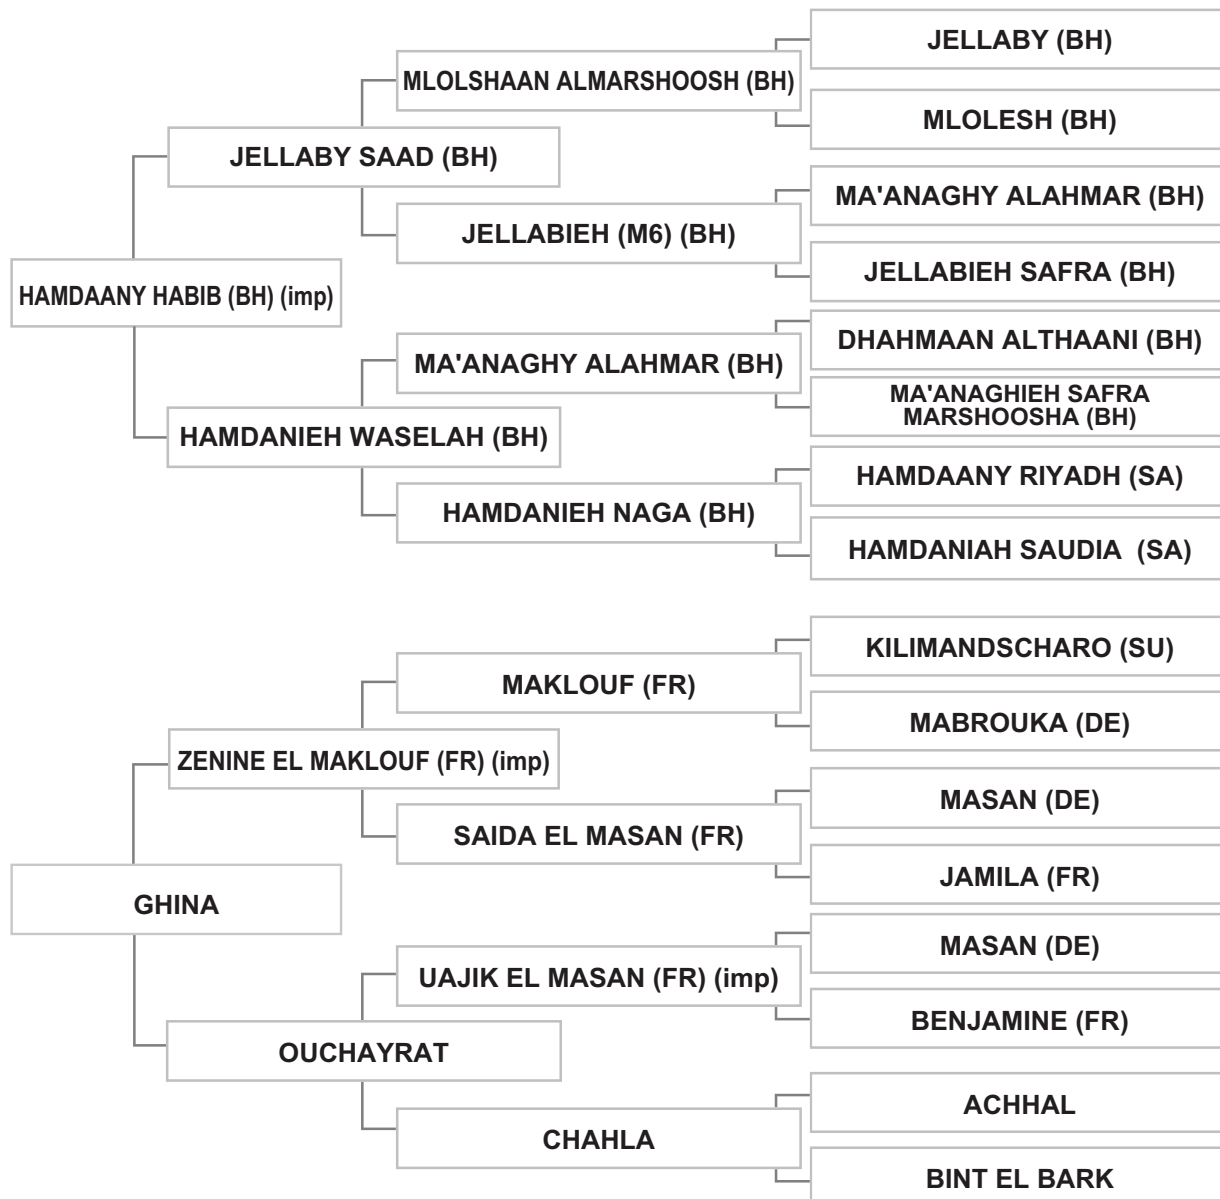 JELLABY (BH)
MLOLSHAAN ALMARSHOOSH (BH)
MLOLESH (BH)
JELLABY SAAD (BH)
MA'ANAGHY ALAHMAR (BH)
JELLABIEH (M6) (BH)
JELLABIEH SAFRA (BH)
HAMDAANY HABIB (BH) (imp)
DHAHMAAN ALTHAANI (BH)
MA'ANAGHY ALAHMAR (BH)
MA'ANAGHIEH SAFRA
MARSHOOSHA (BH)
HAMDANIEH WASELAH (BH)
HAMDAANY RIYADH (SA)
HAMDANIEH NAGA (BH)
HAMDANIAH SAUDIA (SA)
KILIMANDSCHARO (SU)
MAKLOUF (FR)
MABROUKA (DE)
ZENINE EL MAKLOUF (FR) (imp)
MASAN (DE)
SAIDA EL MASAN (FR)
JAMILA (FR)
GHINA
MASAN (DE)
UAJIK EL MASAN (FR) (imp)
BENJAMINE (FR)
OUCHAYRAT
ACHHAL
CHAHLA
BINT EL BARK